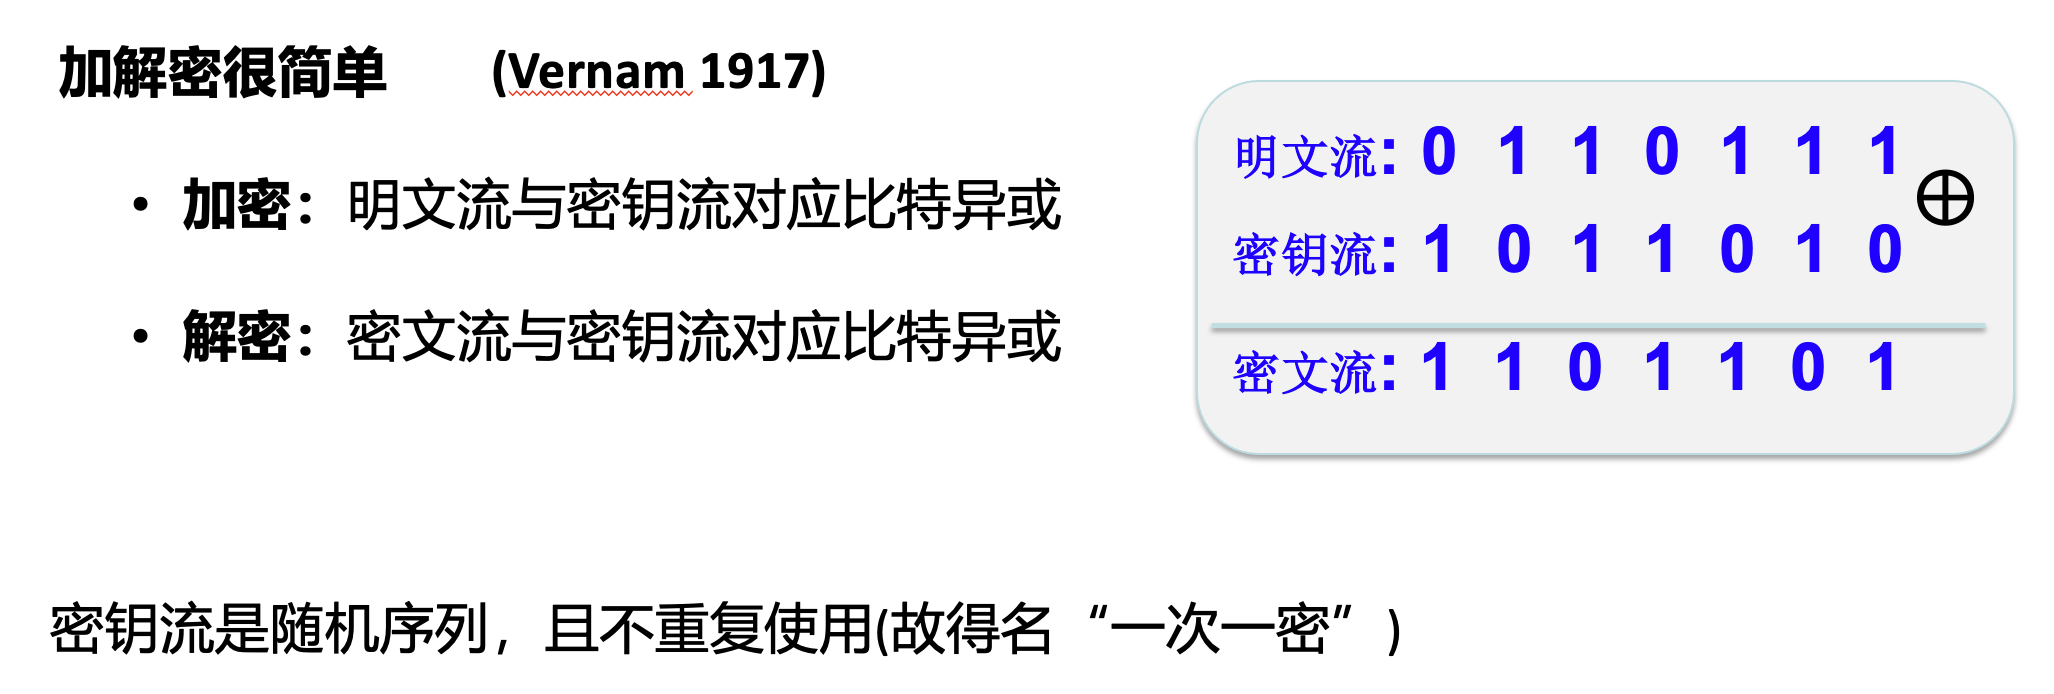 加解密很简单 (Vernam 1917)
• 加密：明文流与密钥流对应比特异或
• 解密：密文流与密钥流对应比特异或
明文流: 0 1 1 0 1 1 1
⊕
密钥流: 1 0 1 1 0 1 0
密文流: 1 1 0 1 1 0 1
密钥流是随机序列，且不重复使用(故得名“一次一密”)